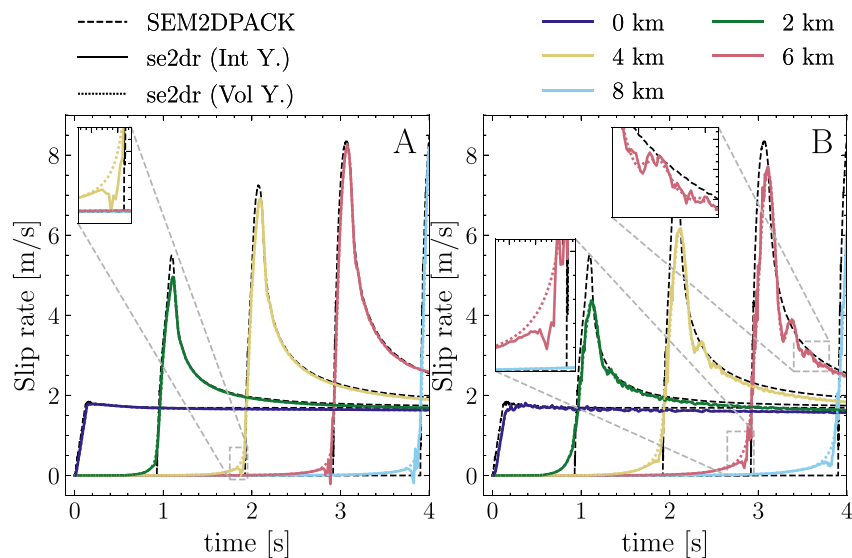 SEM2DPACK
se2dr (Int Y.)
se2dr (Vol Y.)
0 km
2 km
4 km
6 km
8 km
A
B
Slip rate [m/s]
8
6
4
2
0
0
1
2
3
4
time [s]
Slip rate [m/s]
8
6
4
2
0
0
1
2
3
4
time [s]